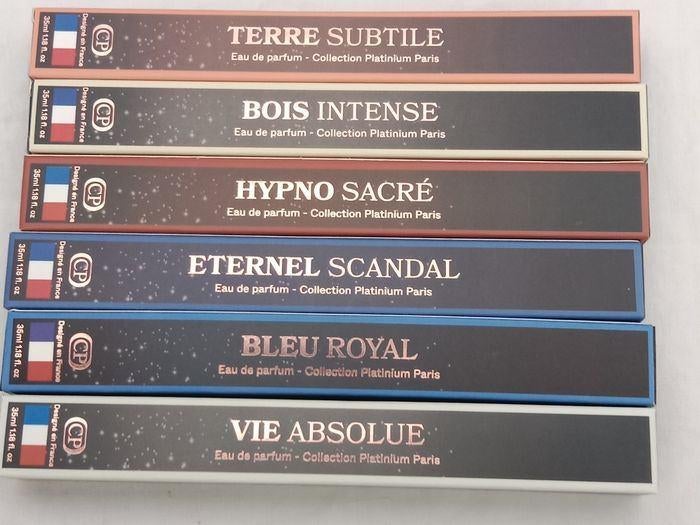 35ml 1.18 fl. oz
Designé en France
CP
TERRE SUBTILE
Eau de parfum - Collection Platinium Paris
35ml 1.18 fl. oz
Designé en France
CP
BOIS INTENSE
Eau de parfum - Collection Platinium Paris
35ml 1.18 fl. oz
Designé en France
CP
HYPNO SACRÉ
Eau de parfum - Collection Platinium Paris
35ml 1.18 fl. oz
Designé en France
CP
ETERNEL SCANDAL
Eau de parfum - Collection Platinium Paris
35ml 1.18 fl. oz
Designé en France
CP
BLEU ROYAL
Eau de parfum - Collection Platinium Paris
35ml 1.18 fl. oz
Designé en France
CP
VIE ABSOLUE
Eau de parfum - Collection Platinium Paris